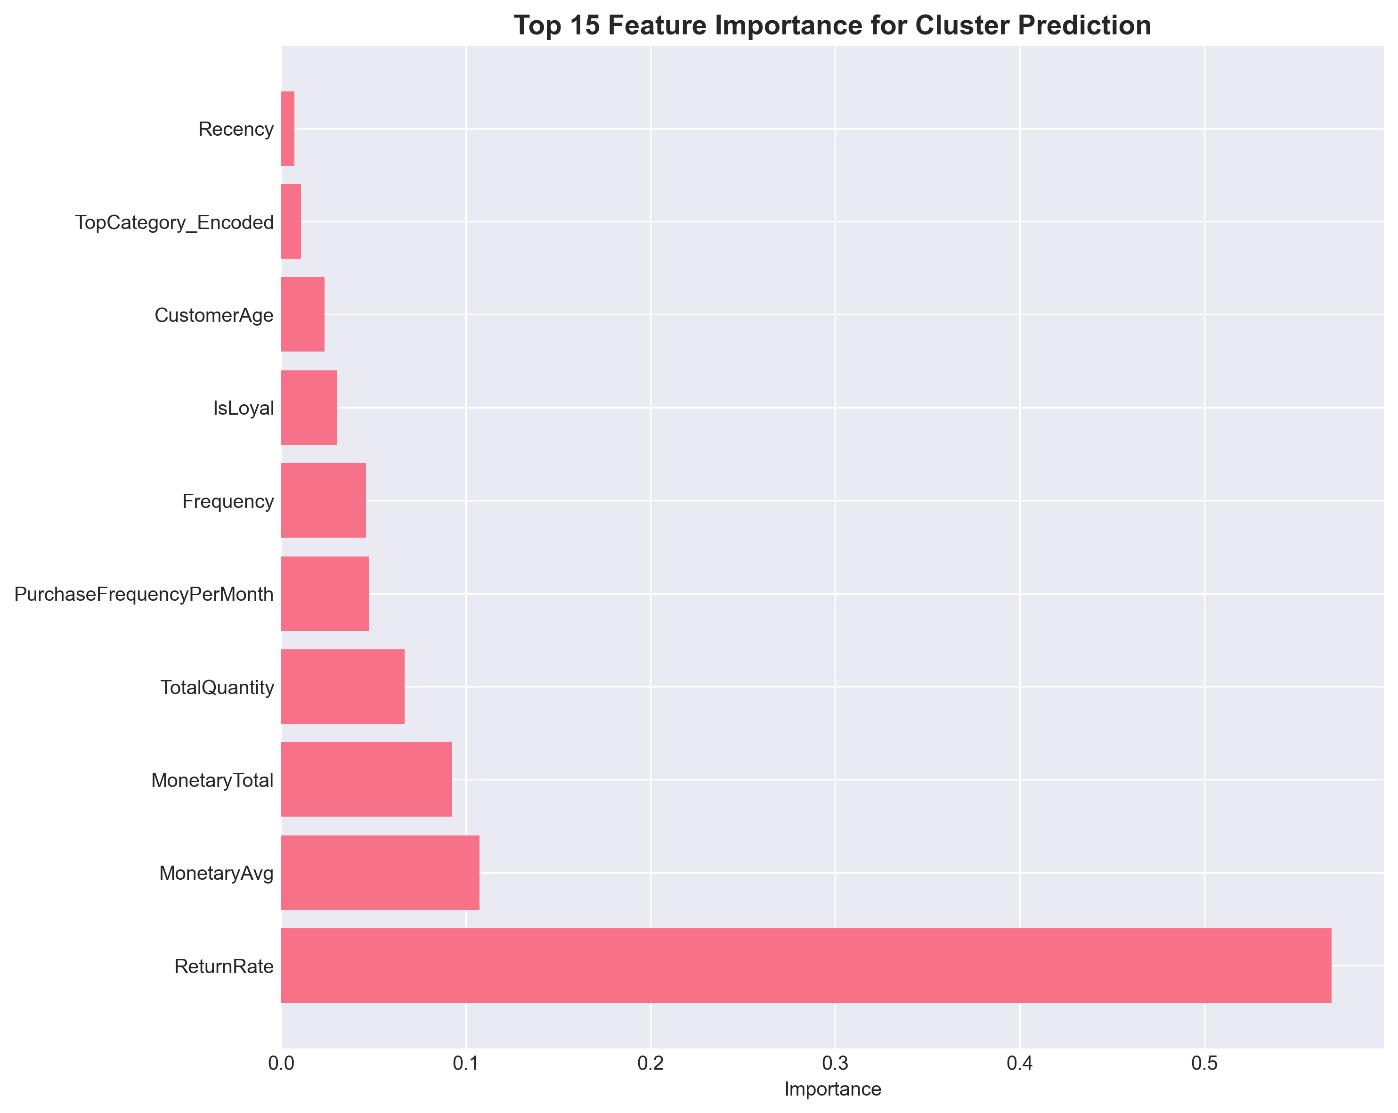 Top 15 Feature Importance for Cluster Prediction
Recency
TopCategory_Encoded
CustomerAge
IsLoyal
Frequency
PurchaseFrequencyPerMonth
TotalQuantity
MonetaryTotal
MonetaryAvg
ReturnRate
0.0 0.1 0.2 0.3 0.4 0.5
Importance